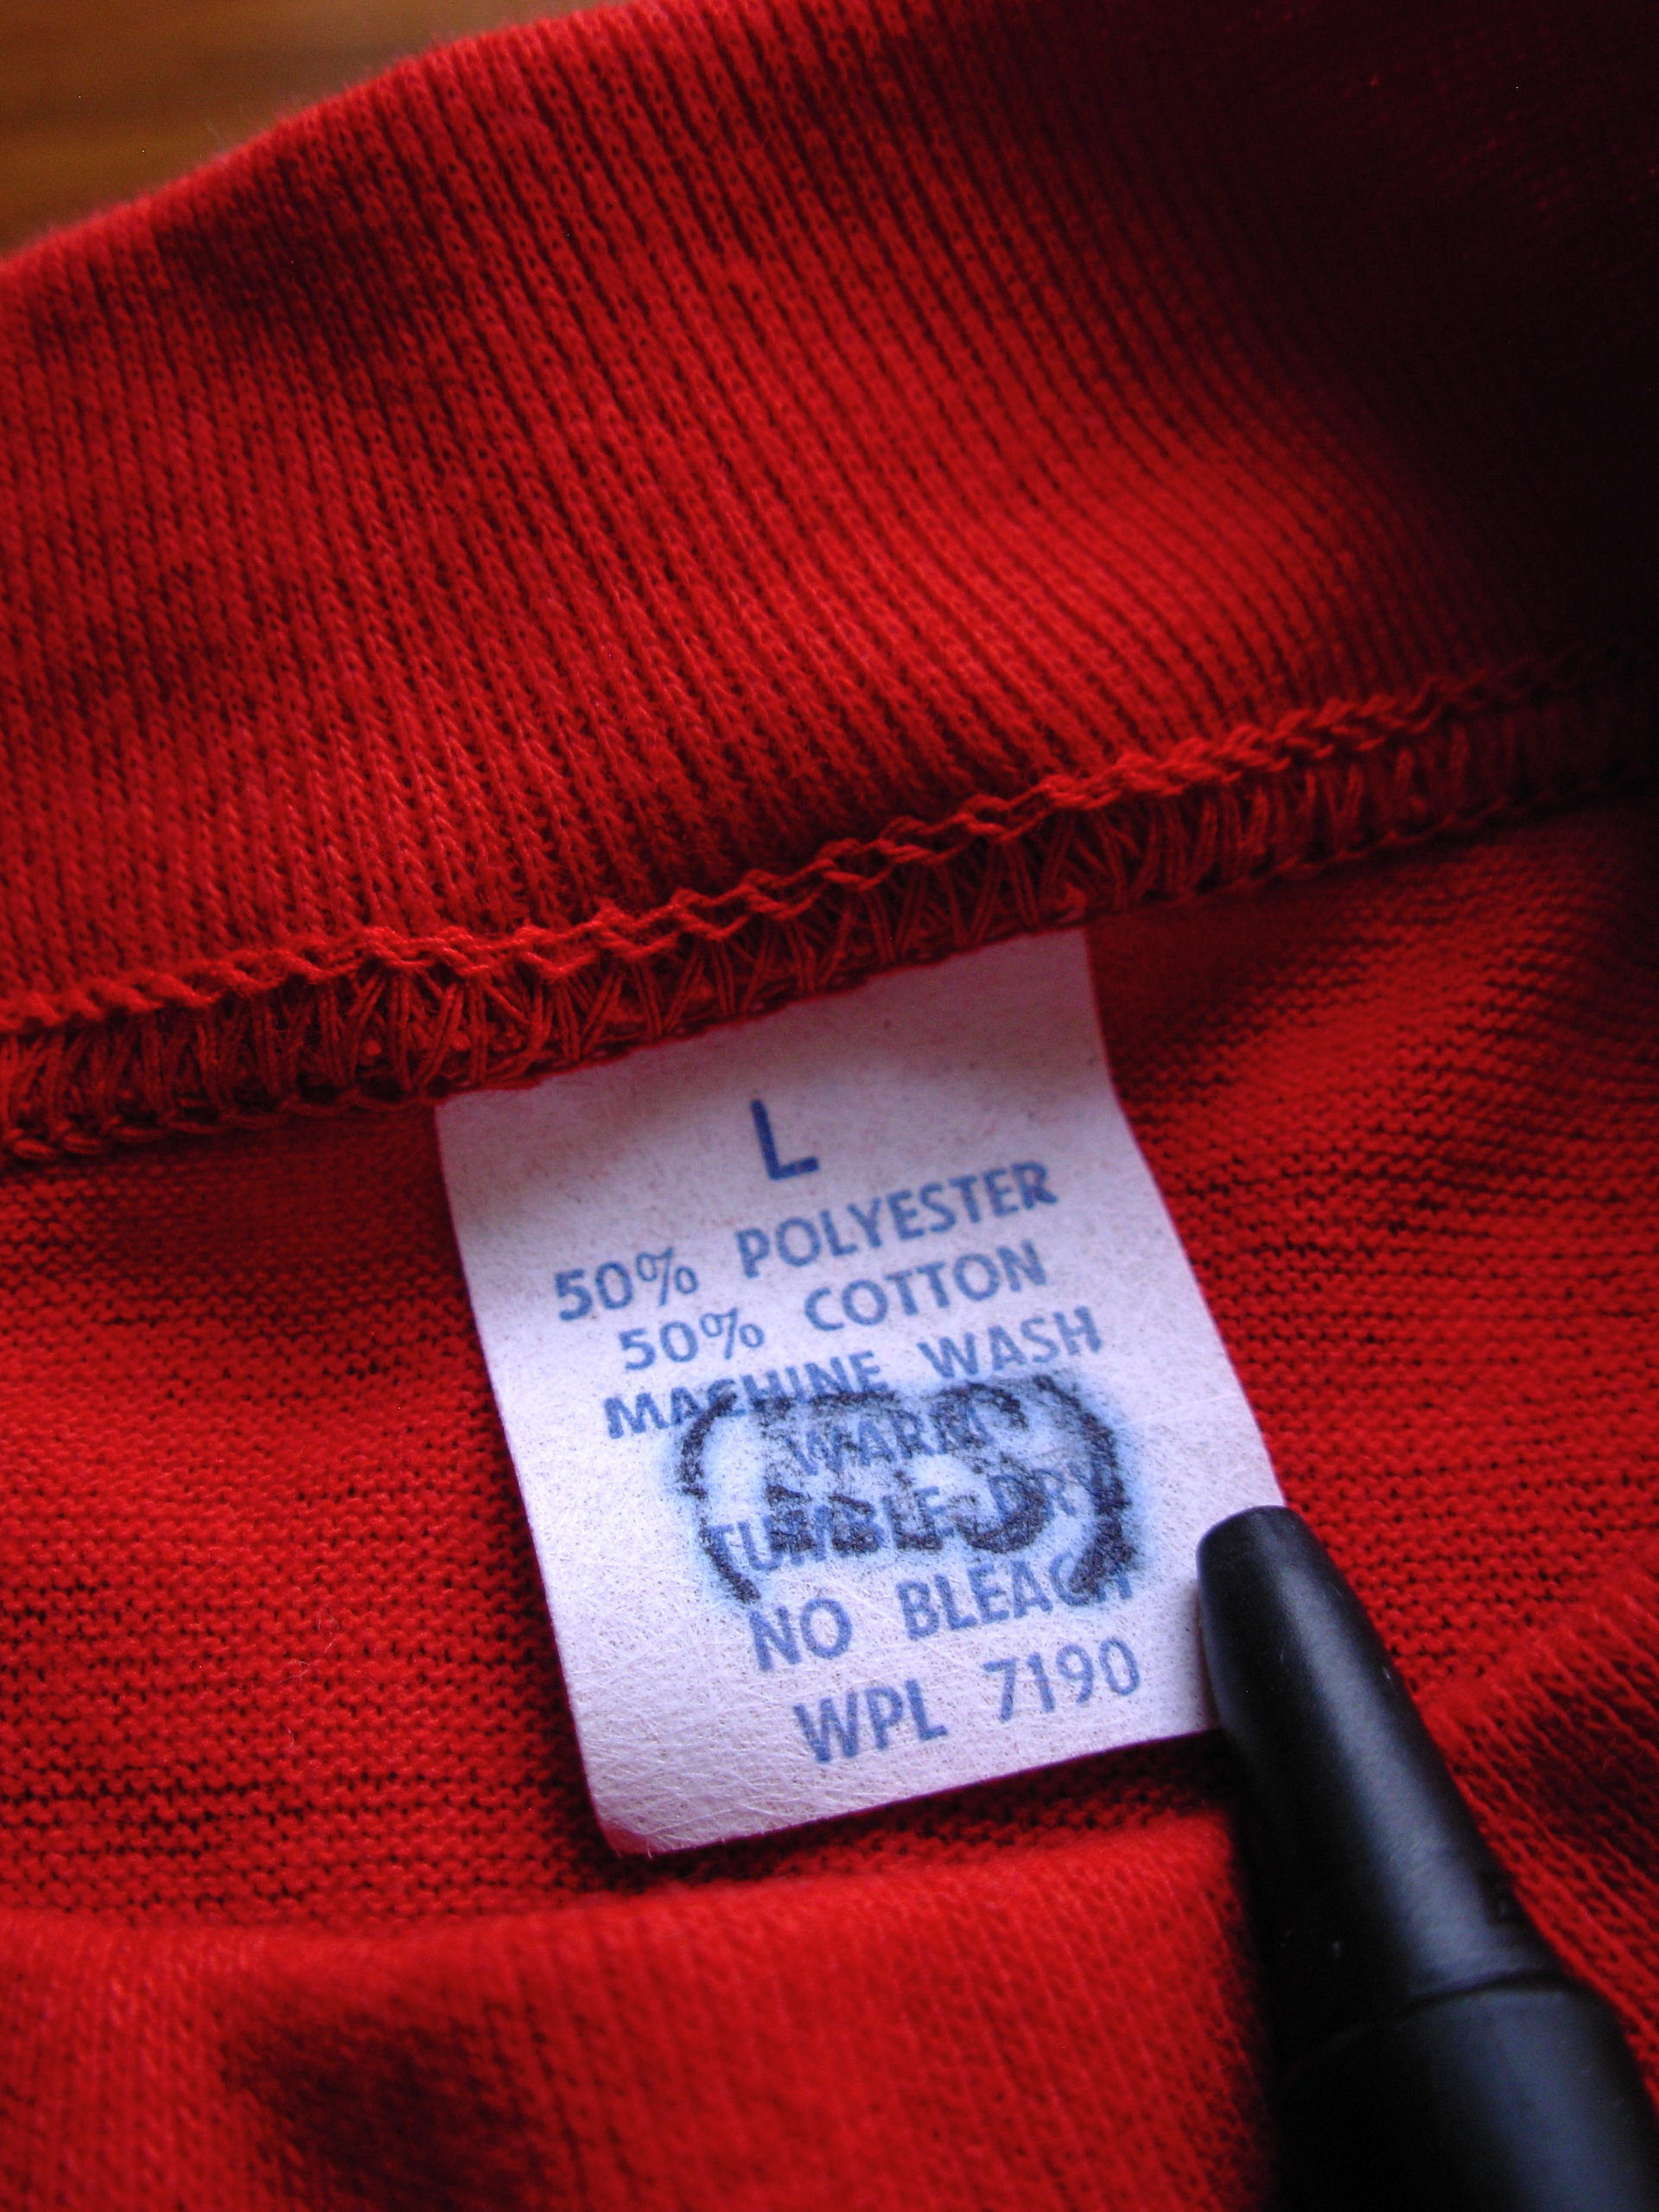 L
50% POLYESTER
50% COTTON
MACHINE WASH
WARM
TUMBLE DRY
NO BLEACH
WPL 7190